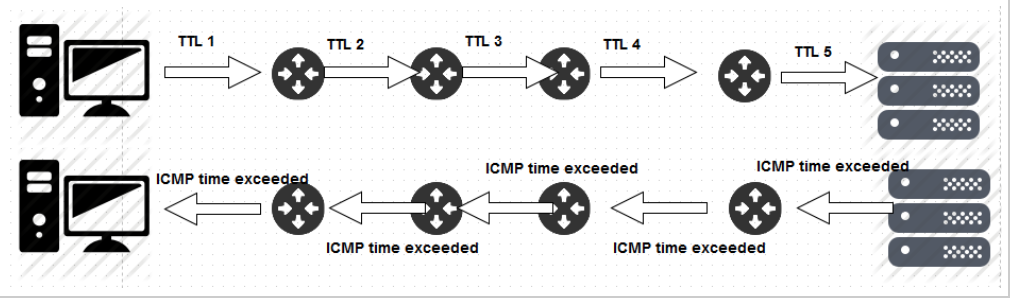 TTL 1
TTL 2
TTL 3
TTL 4
TTL 5
ICMP time exceeded
ICMP time exceeded
ICMP time exceeded
ICMP time exceeded
ICMP time exceeded